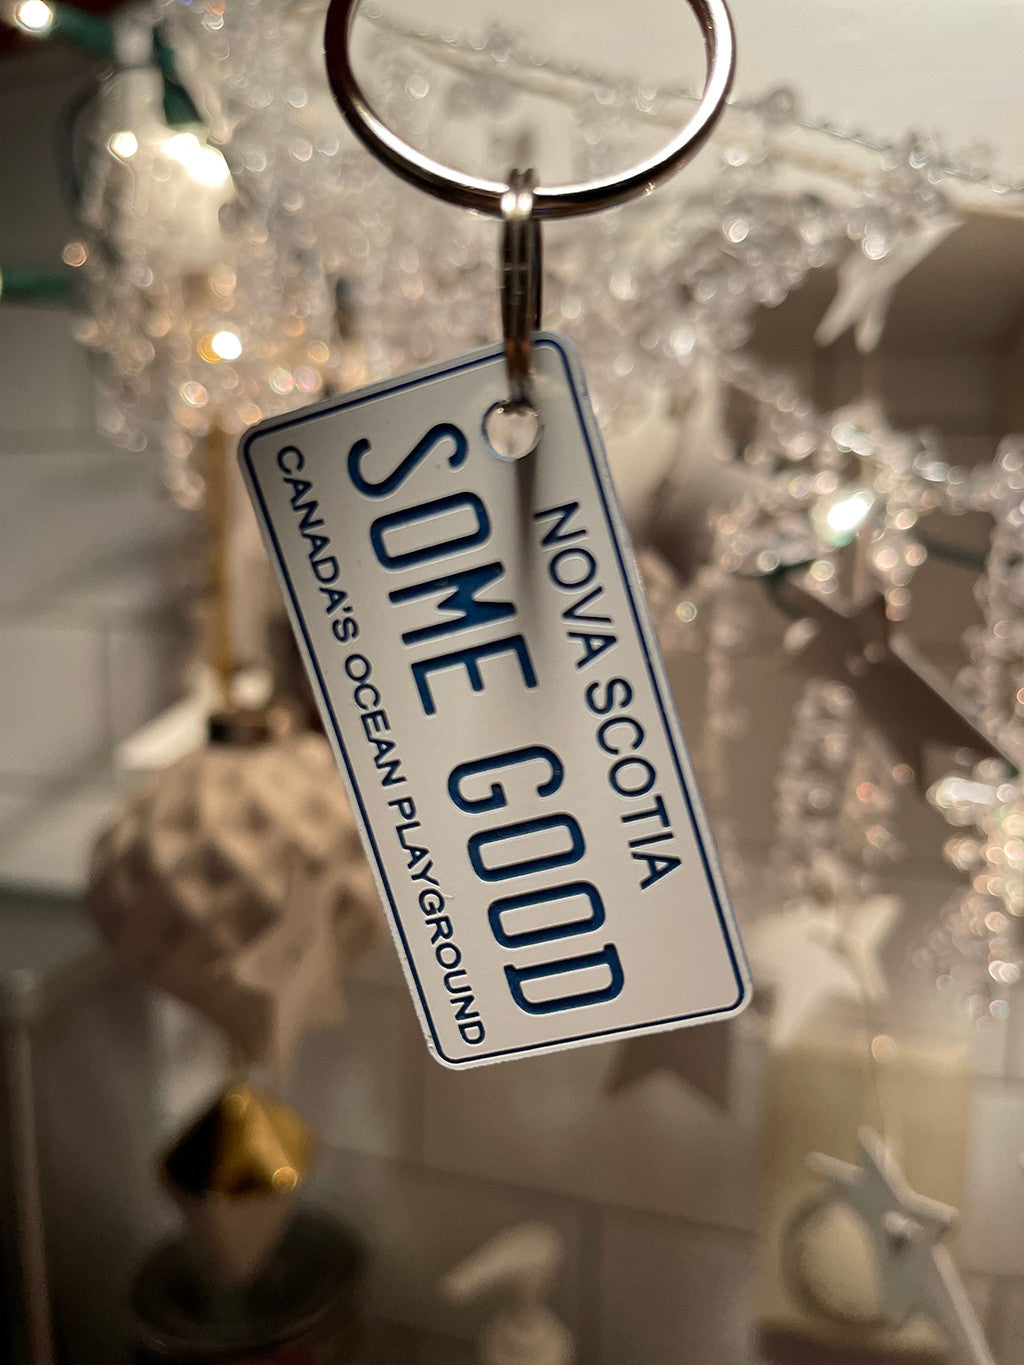 NOVA SCOTIA
SOME GOOD
CANADA'S OCEAN PLAYGROUND